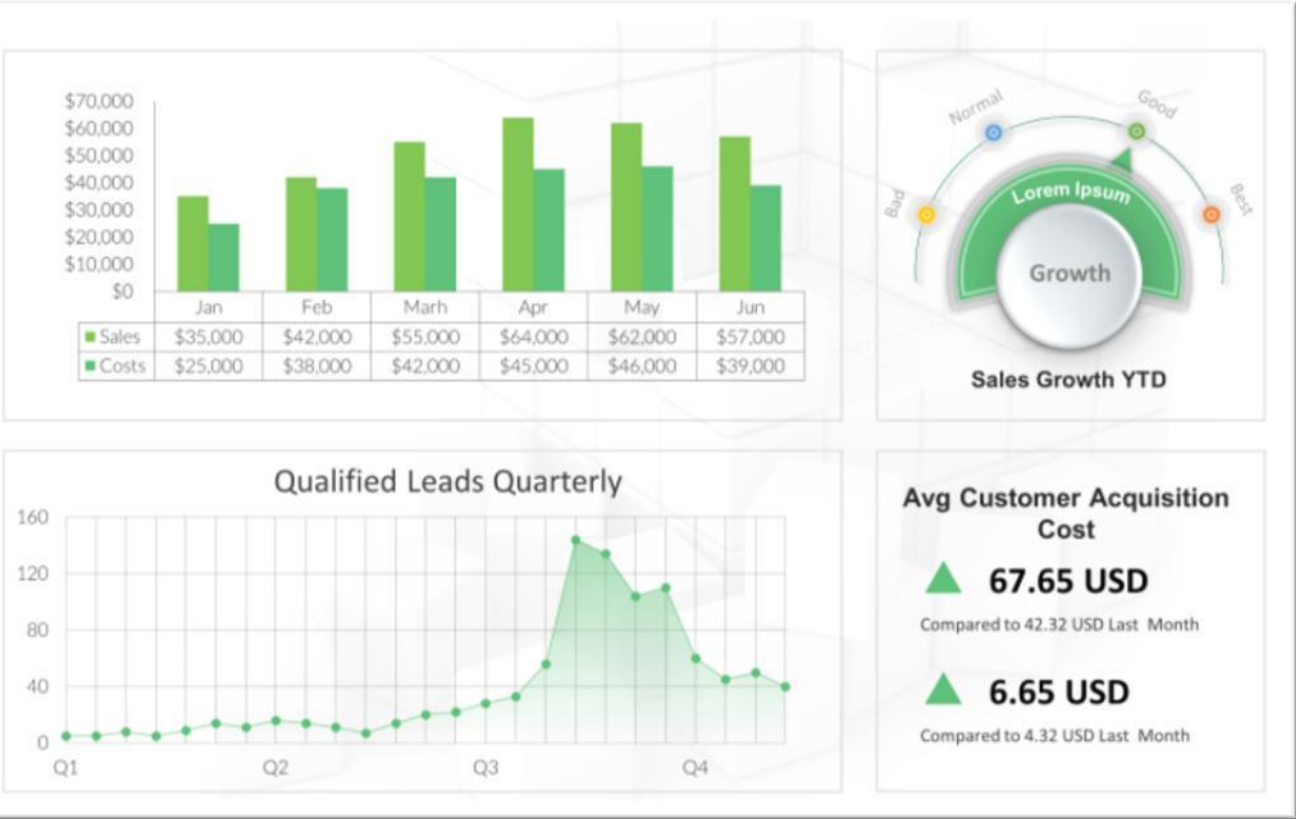 $70,000
$60,000
$50,000
$40,000
$30,000
$20,000
$10,000
$0
Jan Feb Marh Apr May Jun
Sales $35,000 $42,000 $55,000 $64,000 $62,000 $57,000
Costs $25,000 $38,000 $42,000 $45,000 $46,000 $39,000
Bad
Normal
Good
Best
Lorem Ipsum
Growth
Sales Growth YTD
Qualified Leads Quarterly
160
120
80
40
0
Q1 Q2 Q3 Q4
Avg Customer Acquisition
Cost
67.65 USD
Compared to 42.32 USD Last Month
6.65 USD
Compared to 4.32 USD Last Month